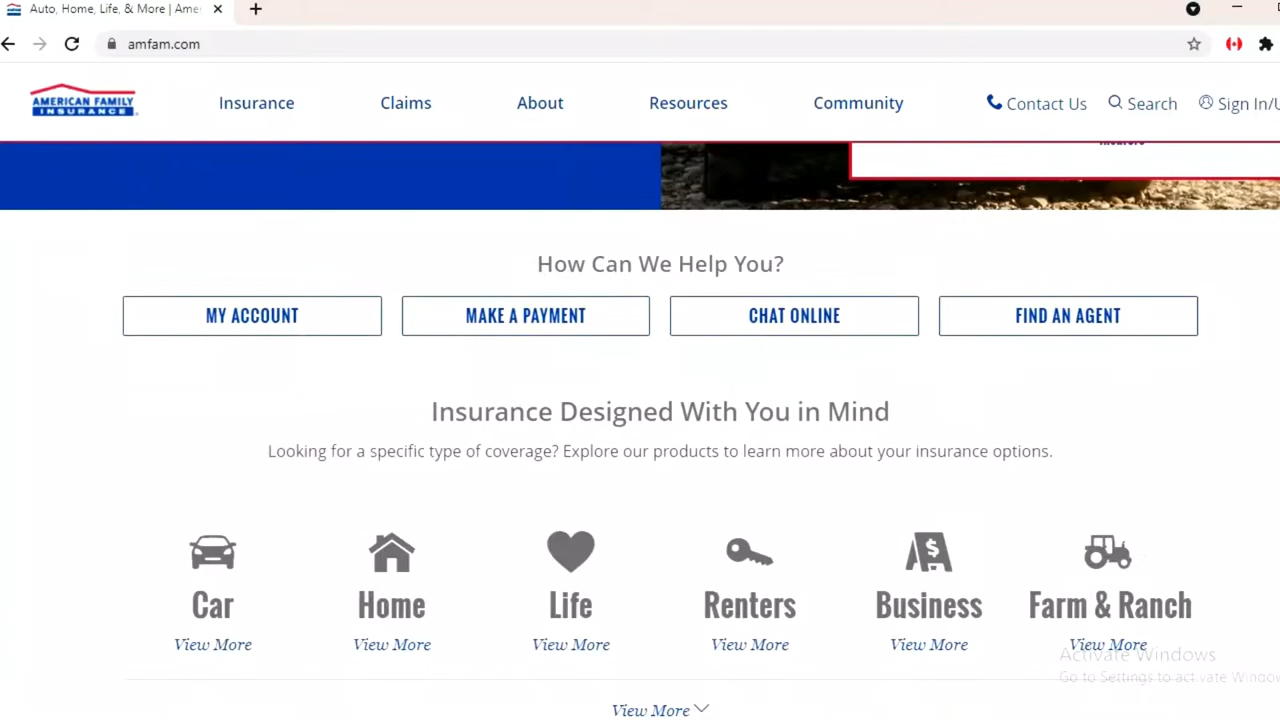 Auto, Home, Life, & More | Ame
amfam.com
AMERICAN FAMILY
INSURANCE
Insurance
Claims
About
Resources
Community
Contact Us
Search
Sign In/
How Can We Help You?
MY ACCOUNT
MAKE A PAYMENT
CHAT ONLINE
FIND AN AGENT
Insurance Designed With You in Mind
Looking for a specific type of coverage? Explore our products to learn more about your insurance options.
Car
Home
Life
Renters
Business
Farm & Ranch
View More
View More
View More
View More
View More
View More
Activate Windows
Go to Settings to activate Windows
View More